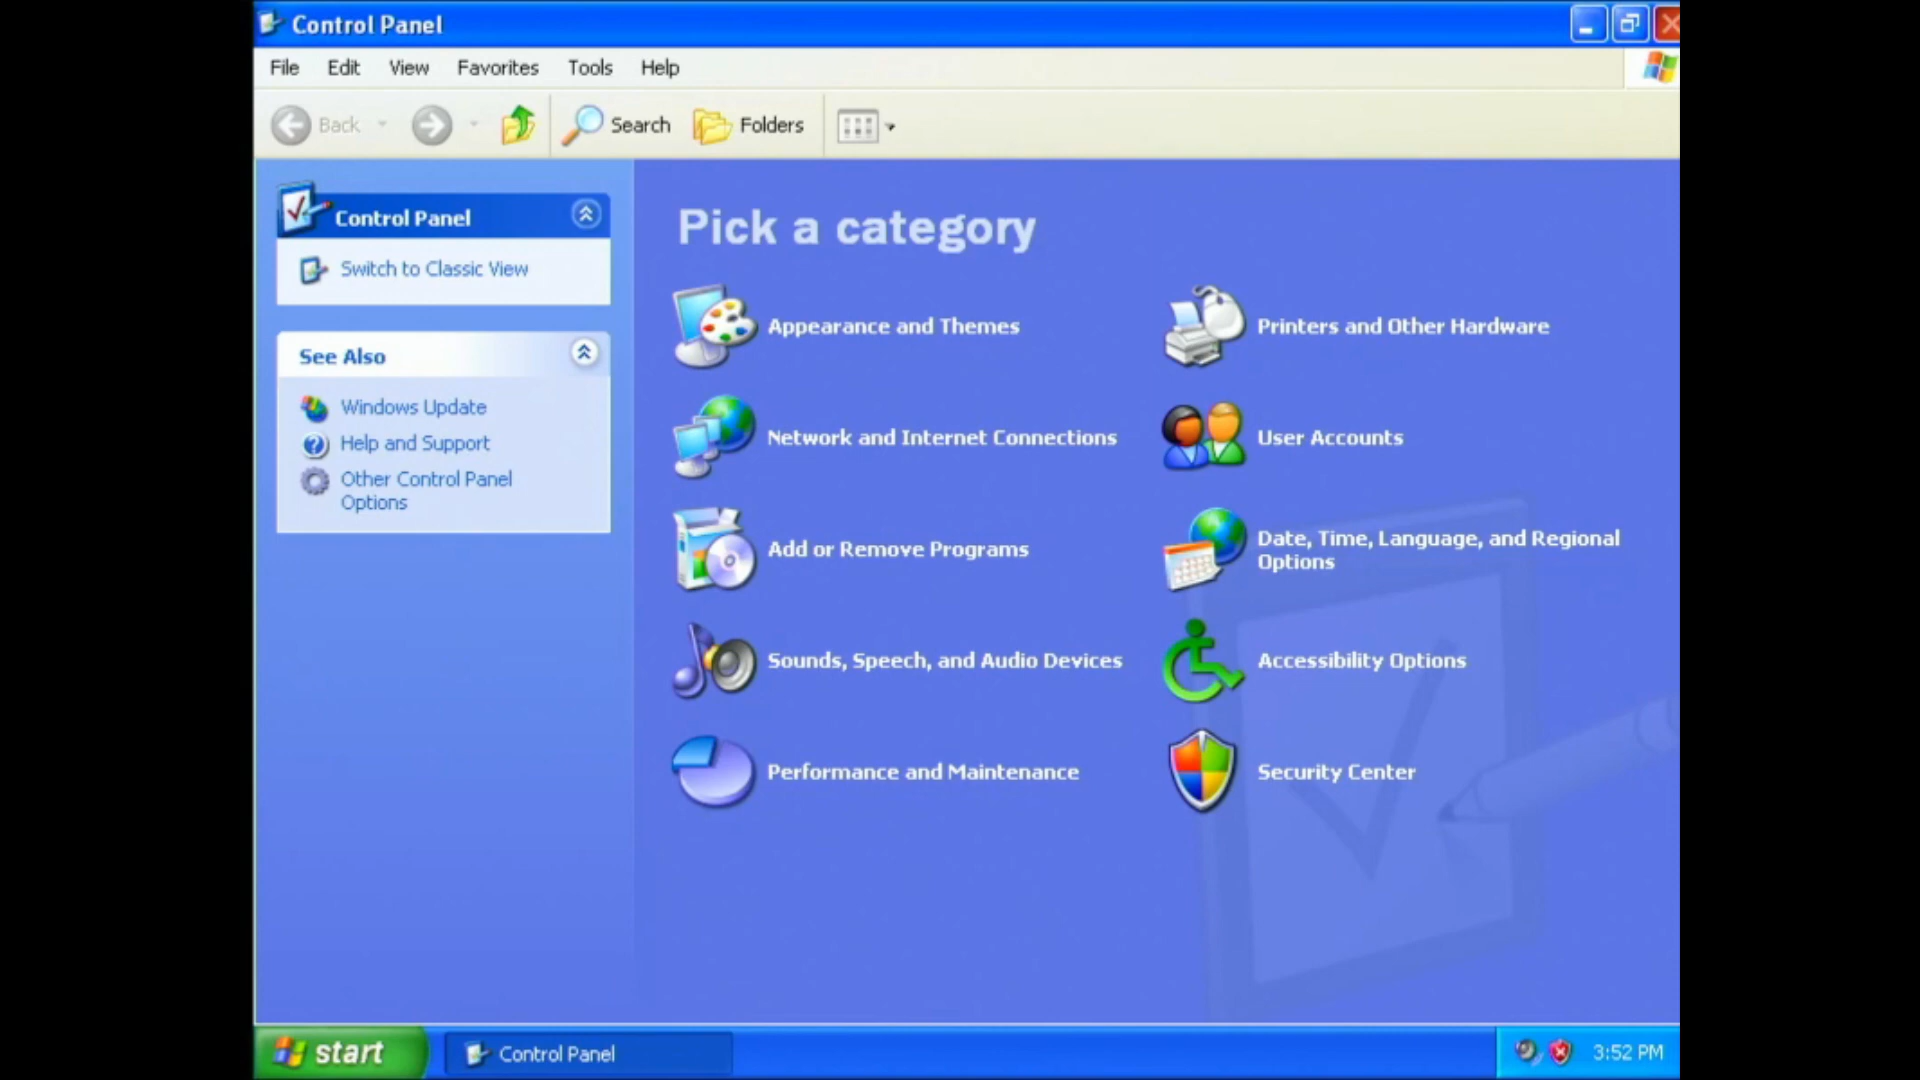 Control Panel
File Edit View Favorites Tools Help
Back Search Folders
Control Panel
Switch to Classic View
See Also
Windows Update
Help and Support
Other Control Panel
Options
Pick a category
Appearance and Themes
Printers and Other Hardware
Network and Internet Connections
User Accounts
Add or Remove Programs
Date, Time, Language, and Regional
Options
Sounds, Speech, and Audio Devices
Accessibility Options
Performance and Maintenance
Security Center
start Control Panel 3:52 PM